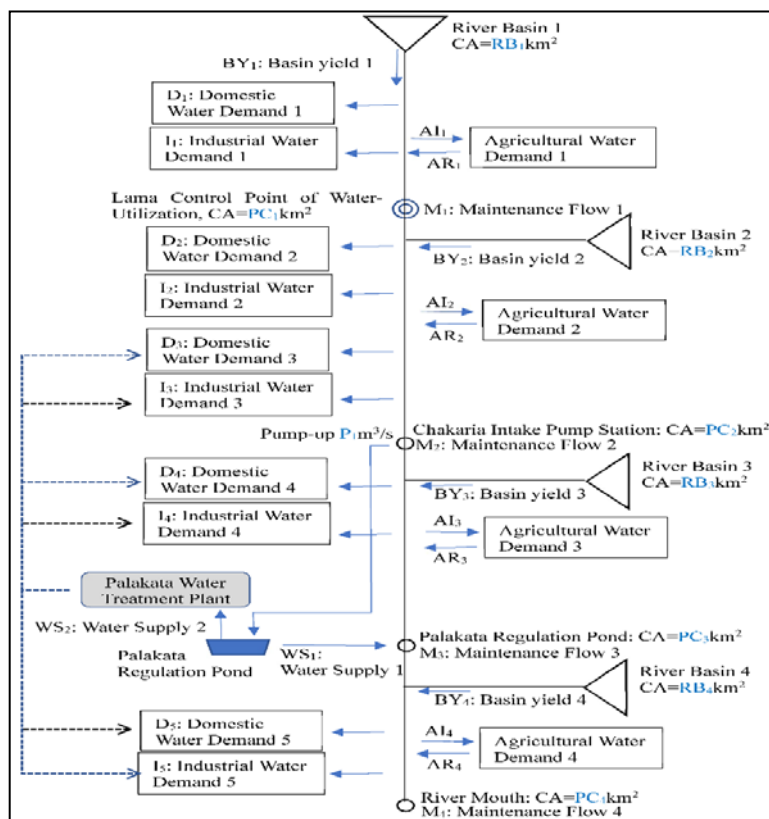 River Basin 1
CA=RB₁km²
BY₁: Basin yield 1
D₁: Domestic
Water Demand 1
I₁: Industrial Water
Demand 1
AI₁
AR₁
Agricultural Water
Demand 1
Lama Control Point of Water-
Utilization, CA=PC₁km²
M₁: Maintenance Flow 1
D₂: Domestic
Water Demand 2
BY₂: Basin yield 2
River Basin 2
CA=RB₂km²
I₂: Industrial Water
Demand 2
AI₂
AR₂
Agricultural Water
Demand 2
D₃: Domestic
Water Demand 3
I₃: Industrial Water
Demand 3
Pump-up P₁m³/s
Chakaria Intake Pump Station: CA=PC₂km²
M₂: Maintenance Flow 2
D₄: Domestic
Water Demand 4
BY₃: Basin yield 3
River Basin 3
CA=RB₃km²
I₄: Industrial Water
Demand 4
AI₃
AR₃
Agricultural Water
Demand 3
Palakata Water
Treatment Plant
WS₂: Water Supply 2
Palakata
Regulation Pond
WS₁:
Water Supply 1
Palakata Regulation Pond: CA=PC₃km²
M₃: Maintenance Flow 3
River Basin 4
CA=RB₄km²
BY₄: Basin yield 4
D₅: Domestic
Water Demand 5
I₅: Industrial Water
Demand 5
AI₄
AR₄
Agricultural Water
Demand 4
River Mouth: CA=PC₄km²
M₄: Maintenance Flow 4